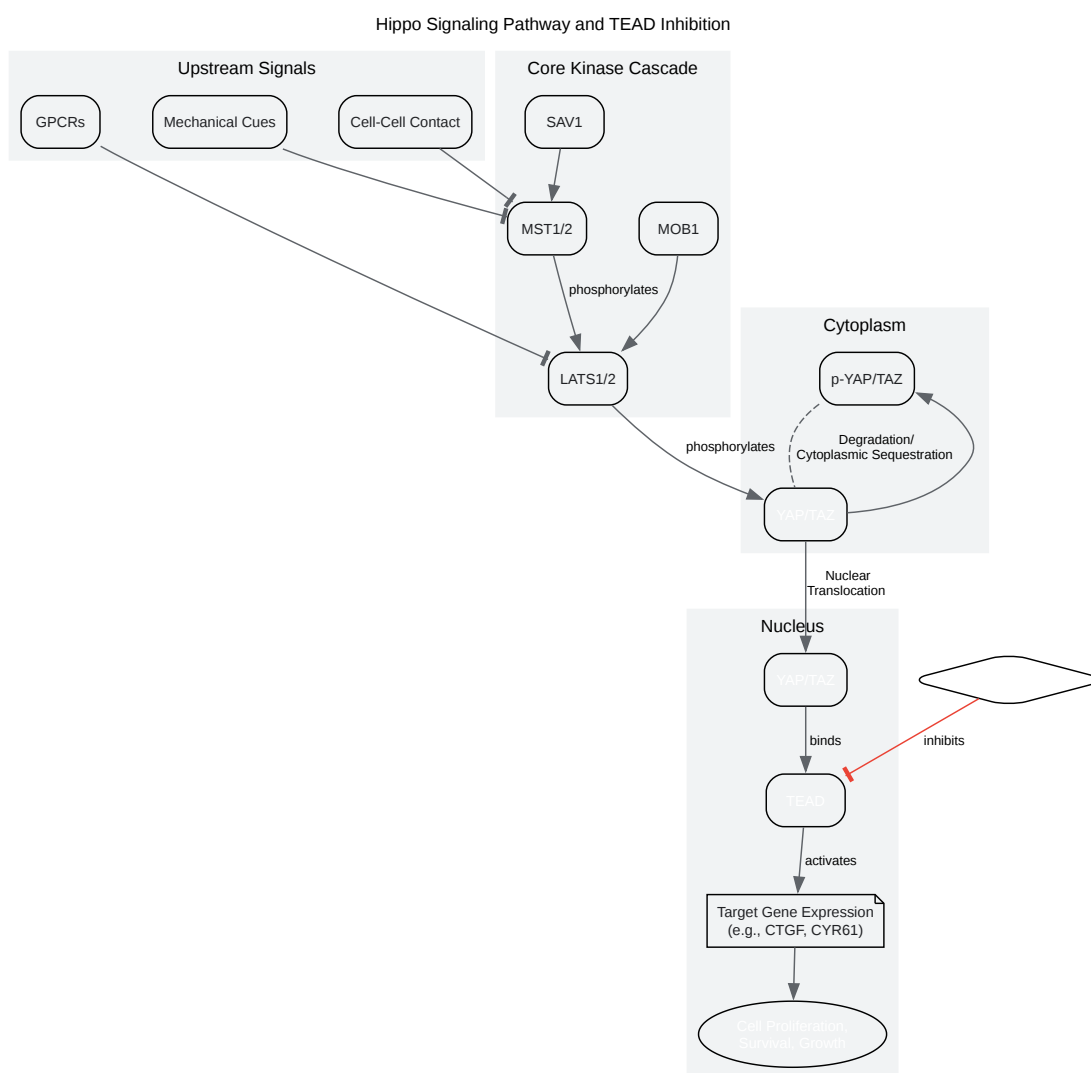 Hippo Signaling Pathway and TEAD Inhibition
Upstream Signals
Core Kinase Cascade
GPCRs
Mechanical Cues
Cell-Cell Contact
SAV1
MST1/2
MOB1
phosphorylates
Cytoplasm
LATS1/2
p-YAP/TAZ
phosphorylates
Degradation/
Cytoplasmic Sequestration
YAP/TAZ
Nuclear
Translocation
Nucleus
YAP/TAZ
binds
inhibits
TEAD
activates
Target Gene Expression
(e.g., CTGF, CYR61)
Cell Proliferation,
Survival, Growth